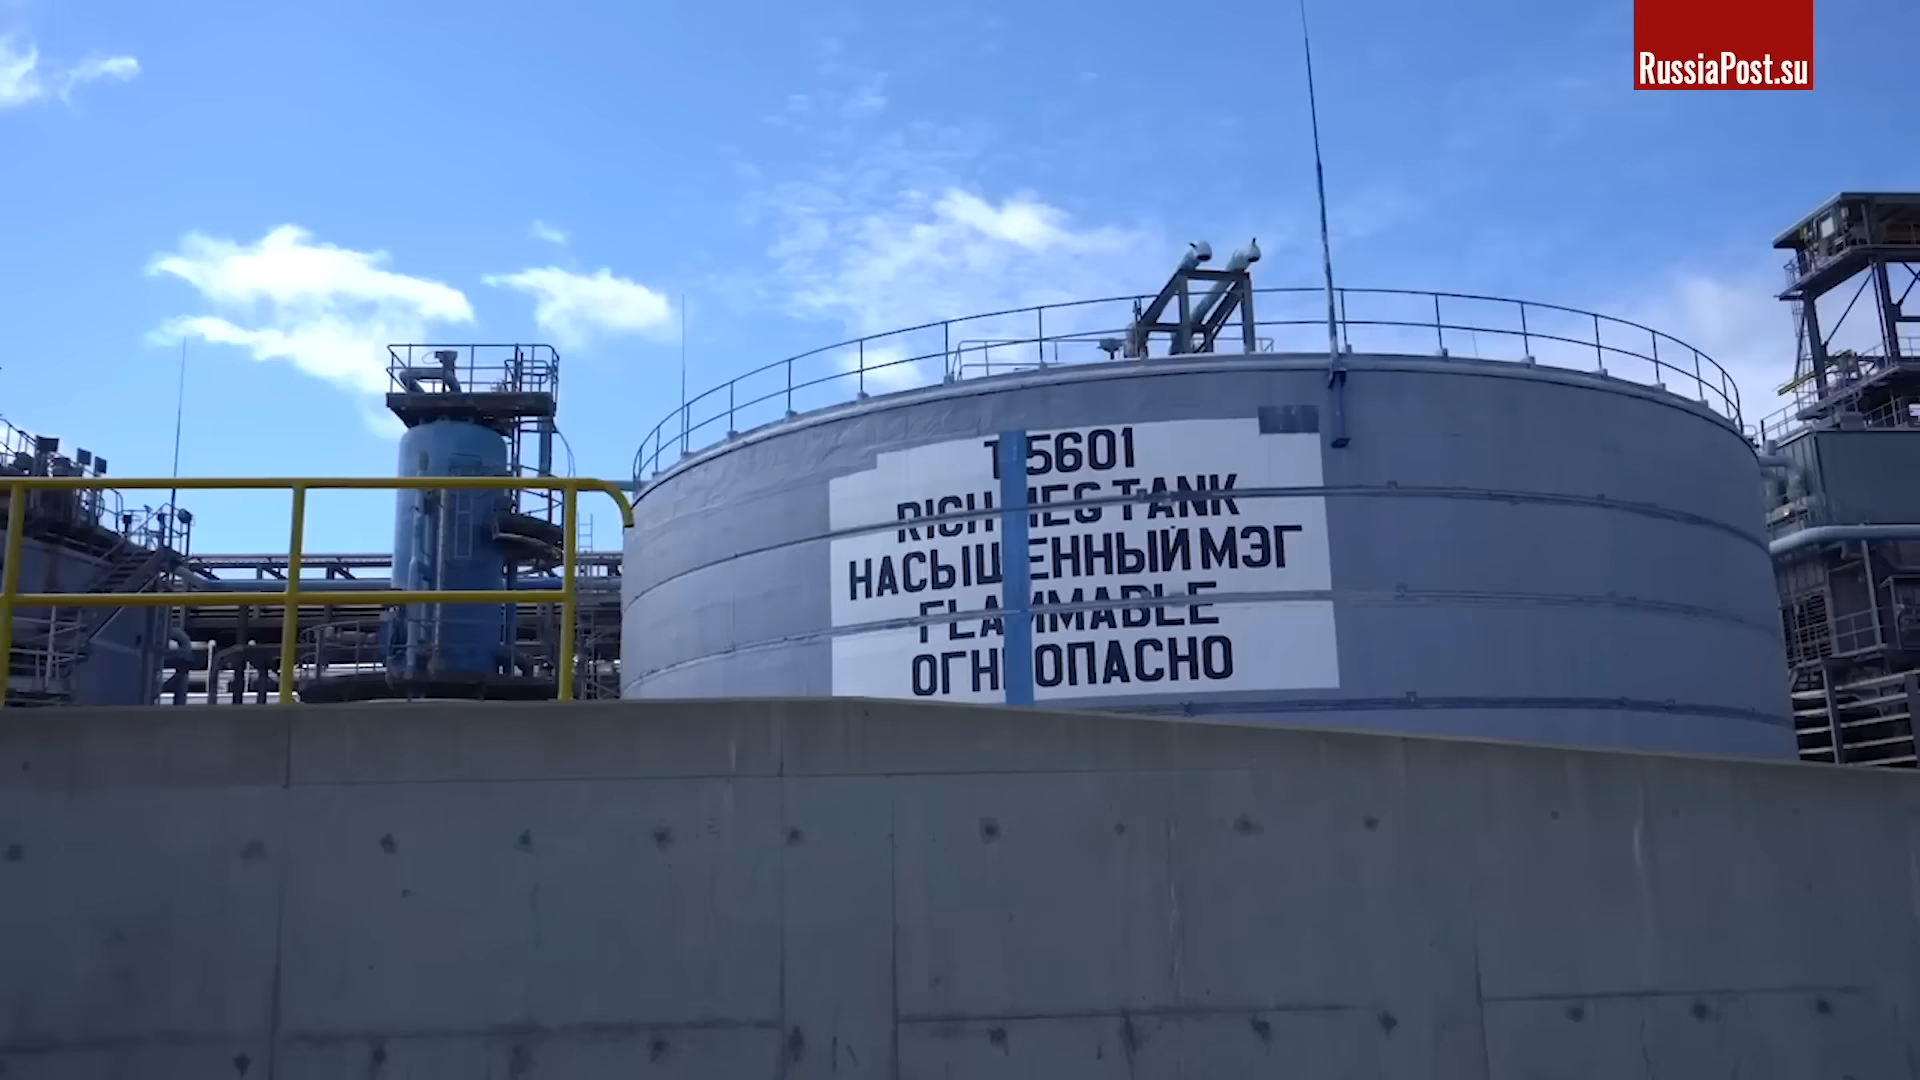 RussiaPost.su
T-5601
RICH MEG TANK
НАСЫЩЕННЫЙ МЭГ
FLAMMABLE
ОГНЕОПАСНО